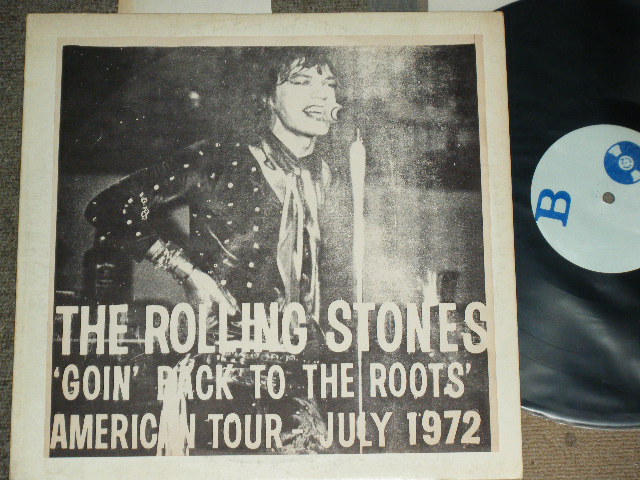 THE ROLLING STONES
'GOIN' BACK TO THE ROOTS'
AMERICAN TOUR - JULY 1972
B